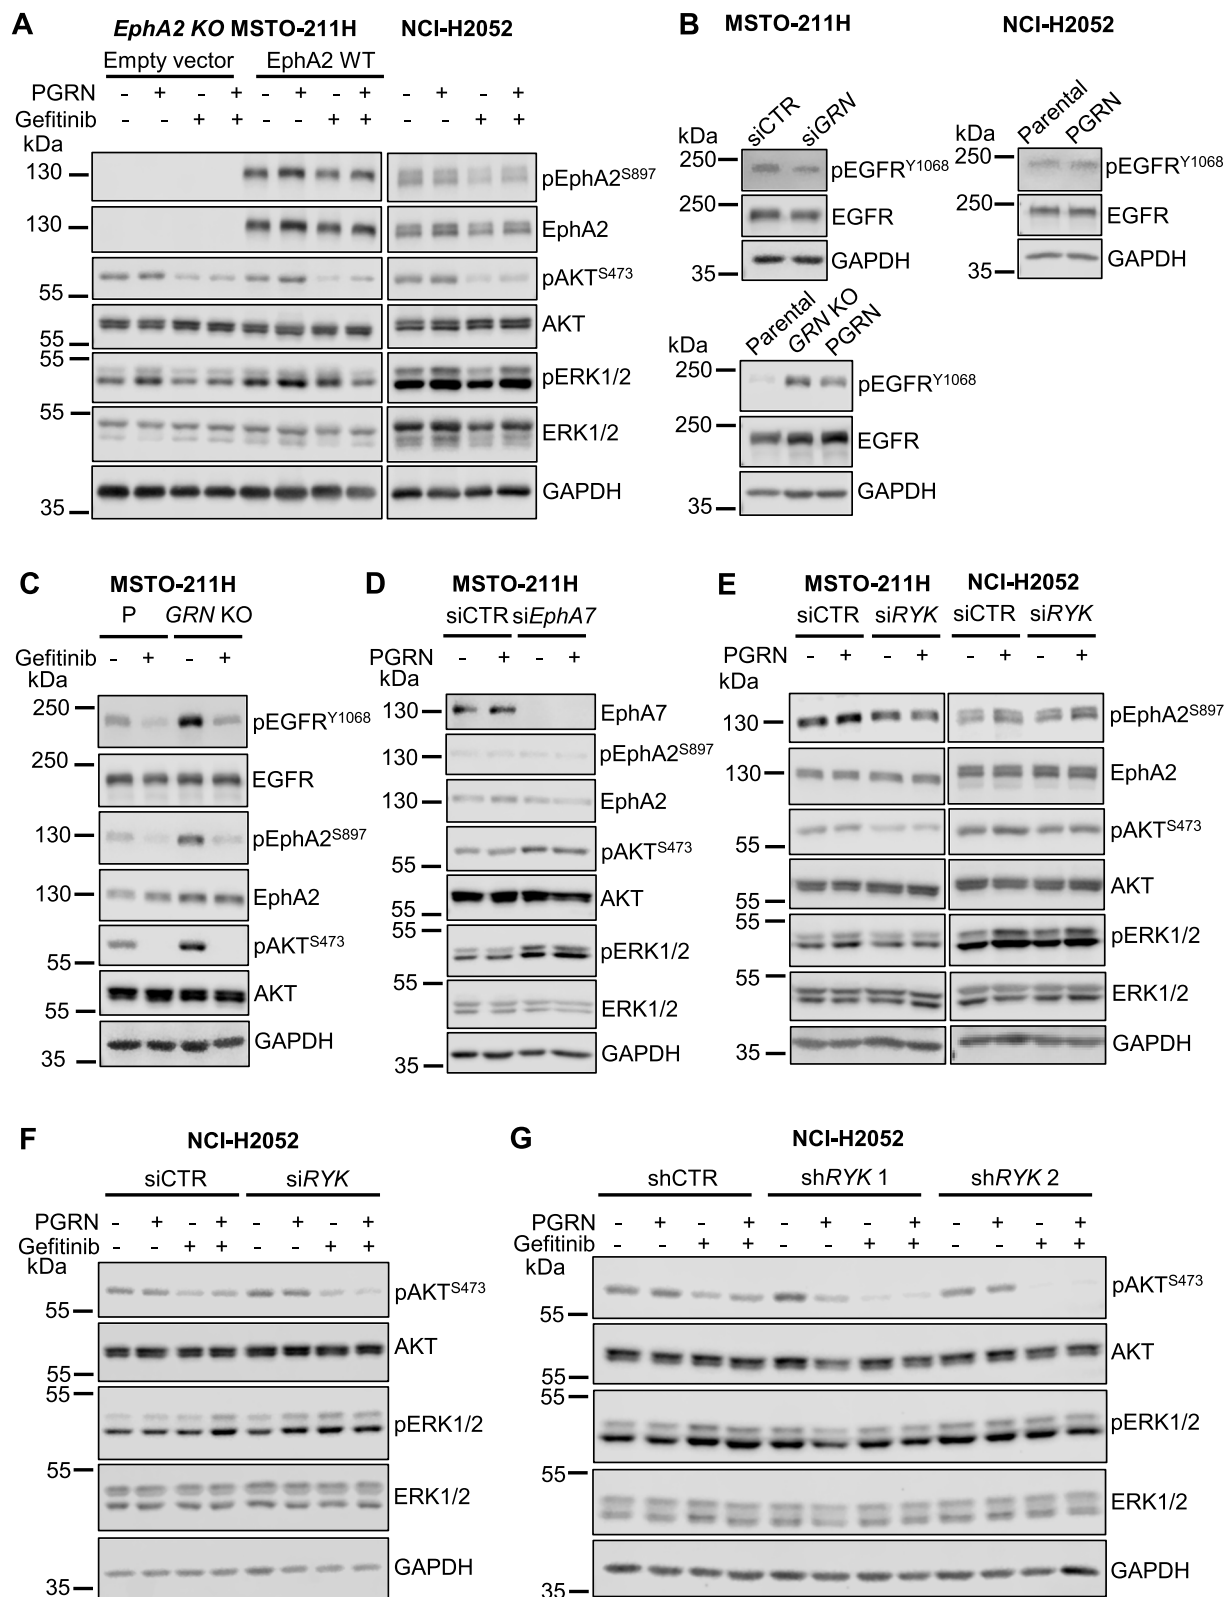 A
EphA2 KO MSTO-211H NCI-H2052
Empty vector EphA2 WT
PGRN - + - + - + - + - + - +
Gefitinib - - + + - - + + - - + +
kDa
130 pEphA2S897
130 EphA2
pAKTS473
55
AKT
55
55
pERK1/2
55
ERK1/2
GAPDH
35
B
MSTO-211H NCI-H2052
kDa siCTR siGRN
250 pEGFRY1068
250
EGFR
GAPDH
35
kDa Parental PGRN
250 pEGFRY1068
250
EGFR
GAPDH
35
kDa Parental GRN KO PGRN
250 pEGFRY1068
250
EGFR
GAPDH
35
C
MSTO-211H
P GRN KO
Gefitinib - + - +
kDa
250
pEGFRY1068
250
EGFR
130 pEphA2S897
130 EphA2
pAKTS473
55
AKT
55
GAPDH
35
D
MSTO-211H
siCTR siEphA7
PGRN - + - +
kDa
130 EphA7
130 pEphA2S897
130 EphA2
pAKTS473
55
AKT
55
55
pERK1/2
55
ERK1/2
GAPDH
35
E
MSTO-211H NCI-H2052
siCTR siRYK siCTR siRYK
PGRN - + - + - + - +
kDa
130 pEphA2S897
130 EphA2
pAKTS473
55
AKT
55
55
pERK1/2
55
ERK1/2
GAPDH
35
F
NCI-H2052
siCTR siRYK
PGRN - + - + - + - +
Gefitinib - - + + - - + +
kDa
pAKTS473
55
AKT
55
55
pERK1/2
55
ERK1/2
GAPDH
35
G
NCI-H2052
shCTR shRYK 1 shRYK 2
PGRN - + - + - + - + - + - +
Gefitinib - - + + - - + + - - + +
kDa
pAKTS473
55
AKT
55
55
pERK1/2
55
ERK1/2
GAPDH
35